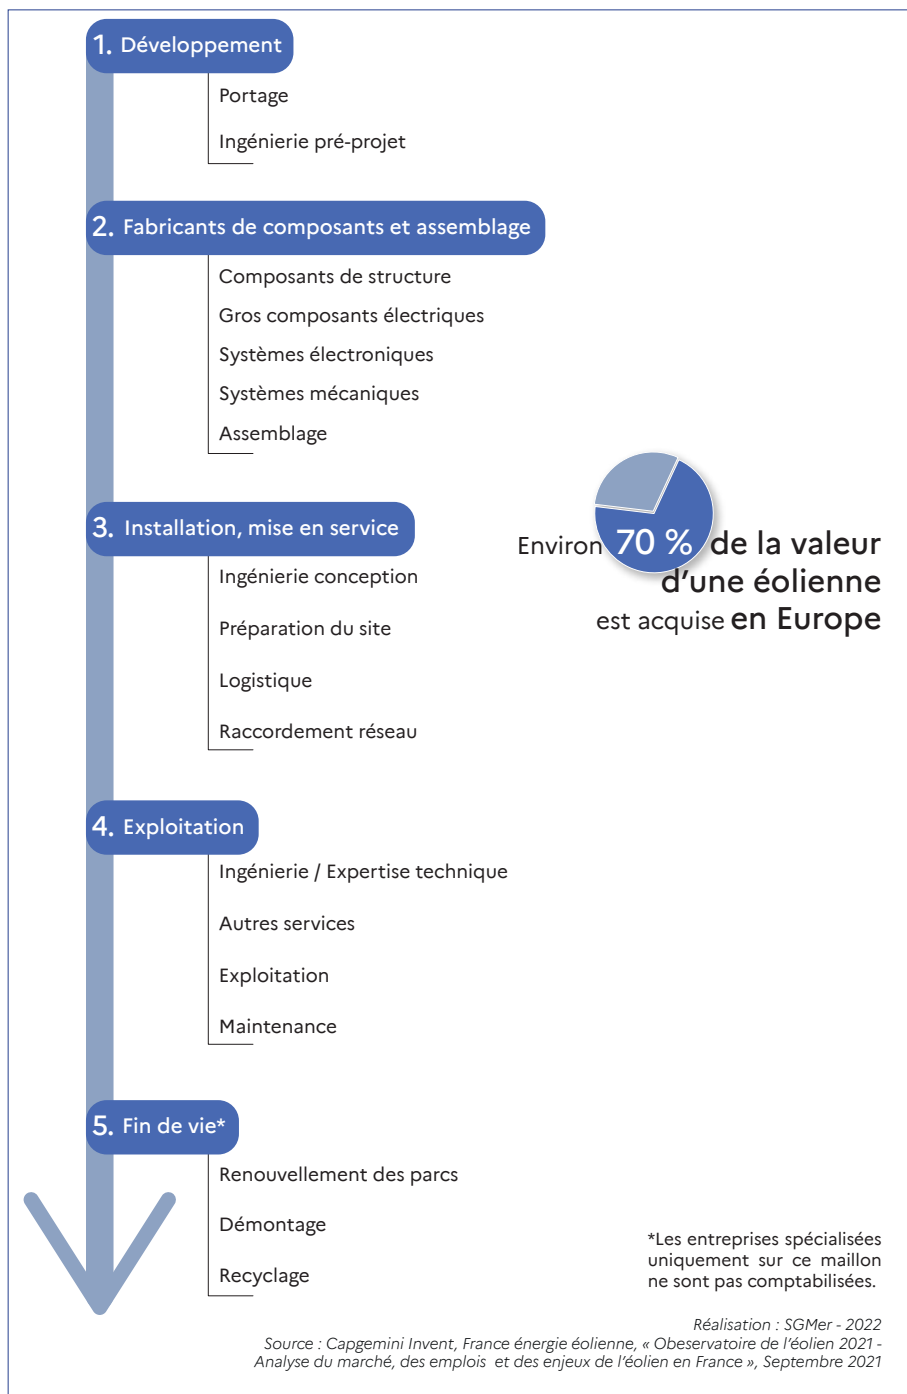 1. Développement
Portage
Ingénierie pré-projet
2. Fabricants de composants et assemblage
Composants de structure
Gros composants électriques
Systèmes électroniques
Systèmes mécaniques
Assemblage
3. Installation, mise en service
Ingénierie conception
Préparation du site
Logistique
Raccordement réseau
Environ 70 % de la valeur
d'une éolienne
est acquise en Europe
4. Exploitation
Ingénierie / Expertise technique
Autres services
Exploitation
Maintenance
5. Fin de vie*
Renouvellement des parcs
Démontage
Recyclage
*Les entreprises spécialisées
uniquement sur ce maillon
ne sont pas comptabilisées.
Réalisation : SGMer - 2022
Source : Capgemini Invent, France énergie éolienne, « Obeservatoire de l'éolien 2021 -
Analyse du marché, des emplois et des enjeux de l'éolien en France », Septembre 2021